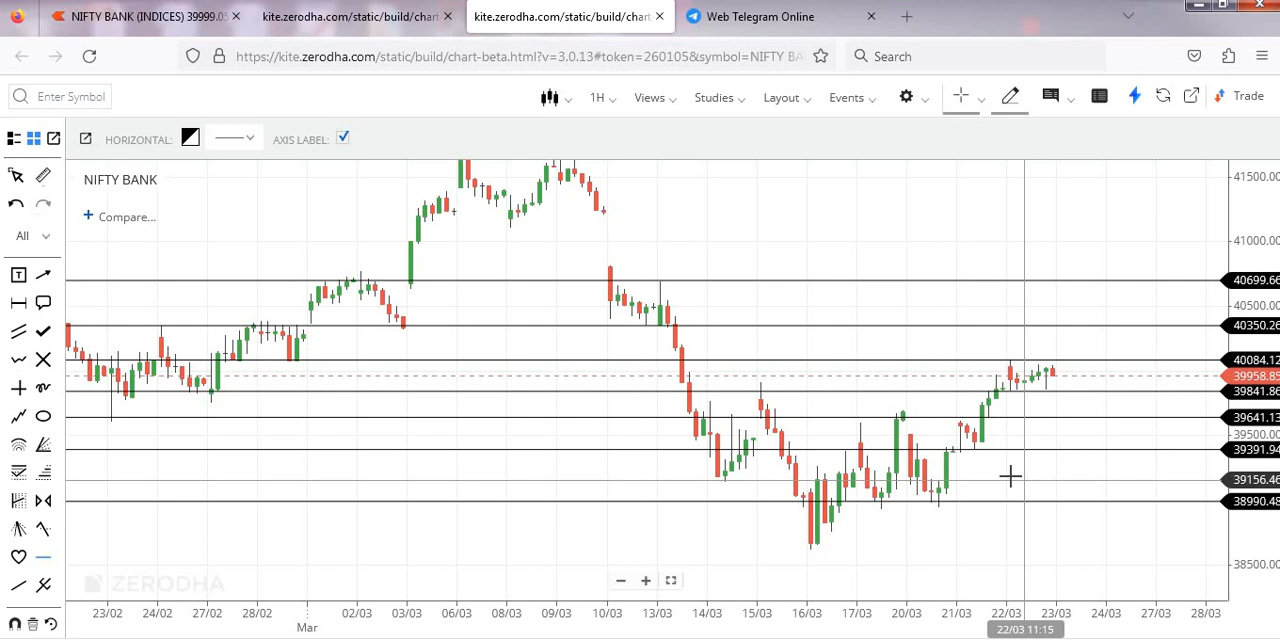 NIFTY BANK (INDICES) 39999.05
kite.zerodha.com/static/build/chart
tic/build/chart
Web Telegram Online
https://kite.zerodha.com/static/build/chart-beta.html?v=3.0.13#token=260105&symbol=NIFTY BA
Search
Enter Symbol
1H
Views
Studies
Layout
Events
Trade
HORIZONTAL:
AXIS LABEL:
All
NIFTY BANK
Compare...
41500.00
41000.00
40699.66
40500.00
40350.26
40084.12
39958.85
39841.86
39641.13
39500.00
39391.94
39156.46
38990.48
38500.00
ZERODHA
23/02
24/02
27/02
28/02
Mar
02/03
03/03
06/03
08/03
09/03
10/03
13/03
14/03
15/03
16/03
17/03
20/03
21/03
22/03
23/03
24/03
27/03
28/03
22/03 11:15